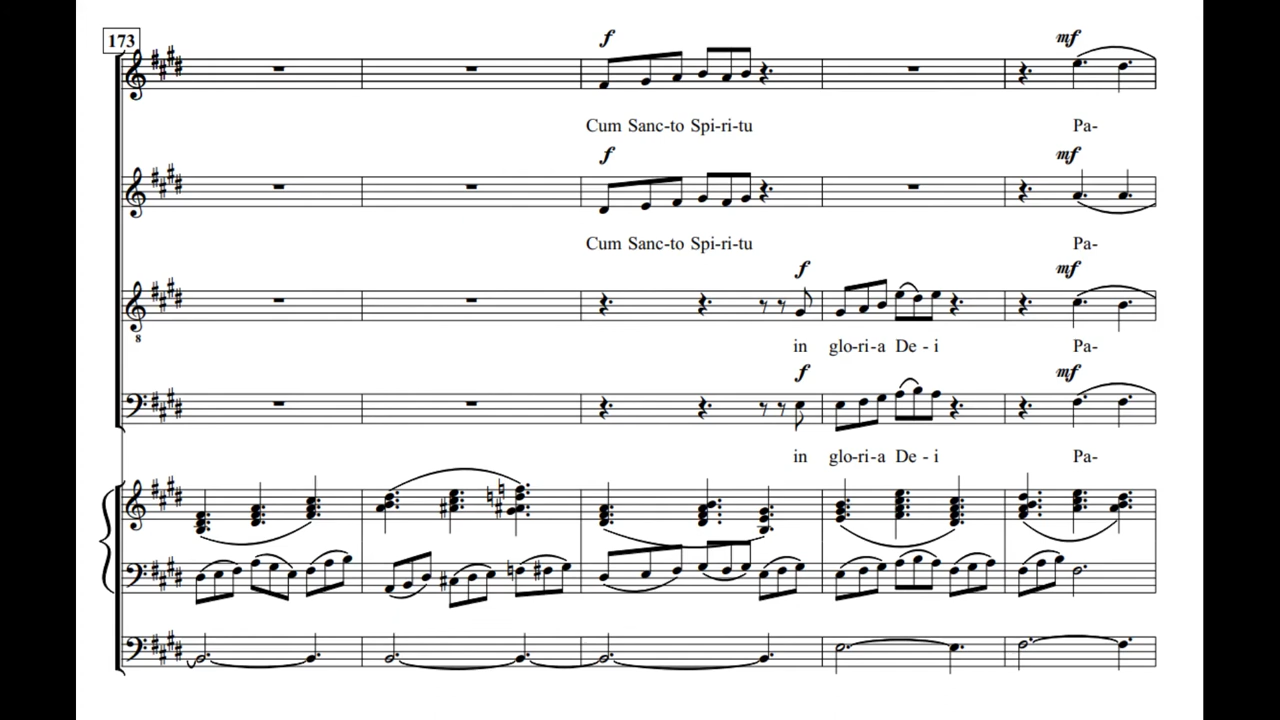 173
f
Cum Sanc-to Spi-ri-tu
mf
Pa-
f
Cum Sanc-to Spi-ri-tu
mf
Pa-
8
f
in glo-ri-a De - i
mf
Pa-
f
in glo-ri-a De - i
mf
Pa-